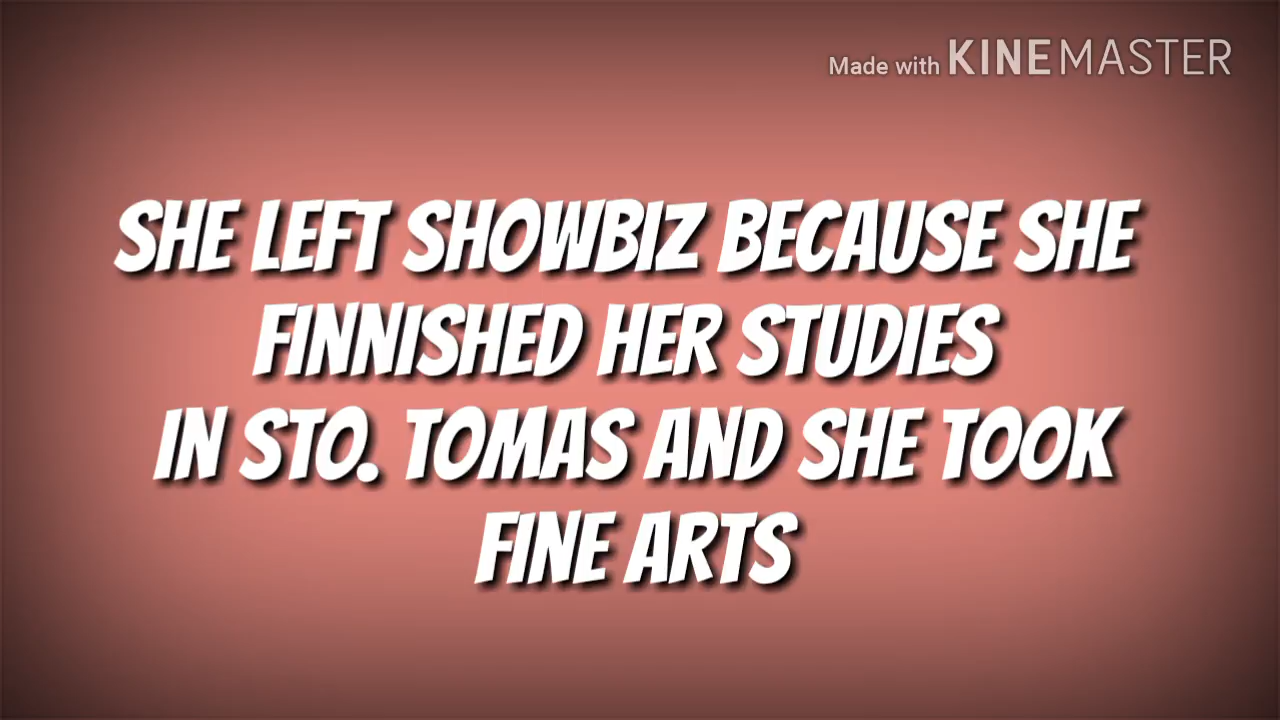 Made with KINEMASTER
SHE LEFT SHOWBIZ BECAUSE SHE
FINNISHED HER STUDIES
IN STO. TOMAS AND SHE TOOK
FINE ARTS